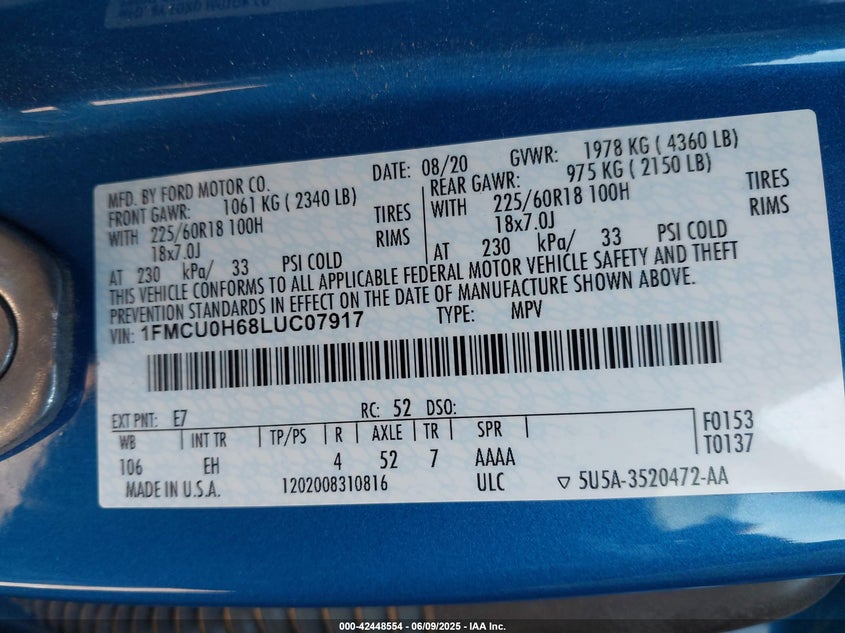 MFD. BY FORD MOTOR CO. DATE: 08/20 GVWR: 1978 KG ( 4360 LB)
FRONT GAWR: 1061 KG ( 2340 LB) REAR GAWR: 975 KG ( 2150 LB)
WITH 225/60R18 100H TIRES WITH 225/60R18 100H TIRES
18x7.0J RIMS 18x7.0J RIMS
AT 230 kPa/ 33 PSI COLD AT 230 kPa/ 33 PSI COLD
THIS VEHICLE CONFORMS TO ALL APPLICABLE FEDERAL MOTOR VEHICLE SAFETY AND THEFT
PREVENTION STANDARDS IN EFFECT ON THE DATE OF MANUFACTURE SHOWN ABOVE.
VIN: 1FMCU0H68LUC07917 TYPE: MPV
EXT PNT: E7 RC: 52 DSO:
WB INT TR TP/PS R AXLE TR SPR F0153
106 EH 4 52 7 AAAA T0137
MADE IN U.S.A. 1202008310816 ULC ▽ 5U5A-3520472-AA
000-42448554 - 06/09/2025 - IAA Inc.